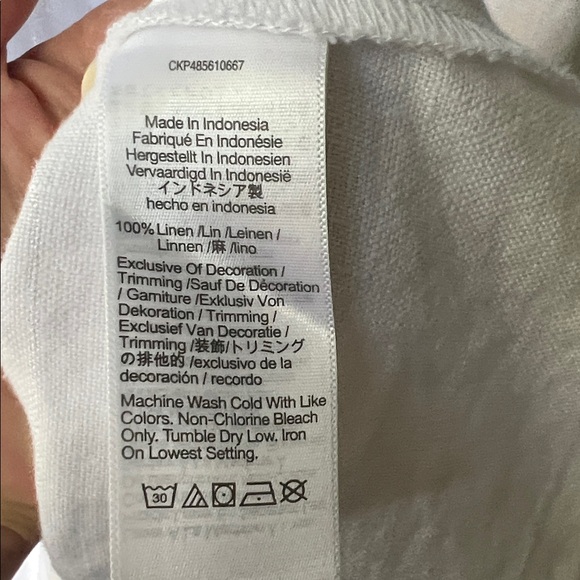 CKP485610667
Made In Indonesia
Fabriqué En Indonésie
Hergestellt In Indonesien
Vervaardigd In Indonesië
インドネシア製
hecho en indonesia
100% Linen /Lin /Leinen /
Linnen /麻 /lino
Exclusive Of Decoration /
Trimming /Sauf De Décoration
/ Garniture /Exklusiv Von
Dekoration / Trimming /
Exclusief Van Decoratie /
Trimming /装飾/トリミング
の排他的 /exclusivo de la
decoración / recordo
Machine Wash Cold With Like
Colors. Non-Chlorine Bleach
Only. Tumble Dry Low. Iron
On Lowest Setting.
30